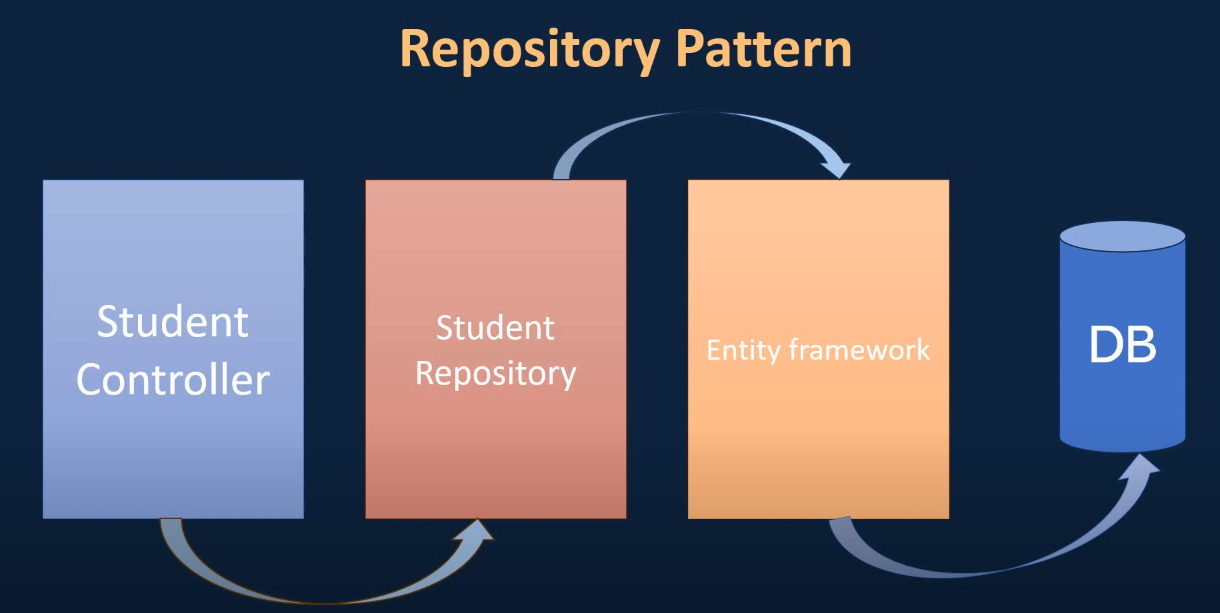 Repository Pattern
Student
Controller
Student
Repository
Entity framework
DB